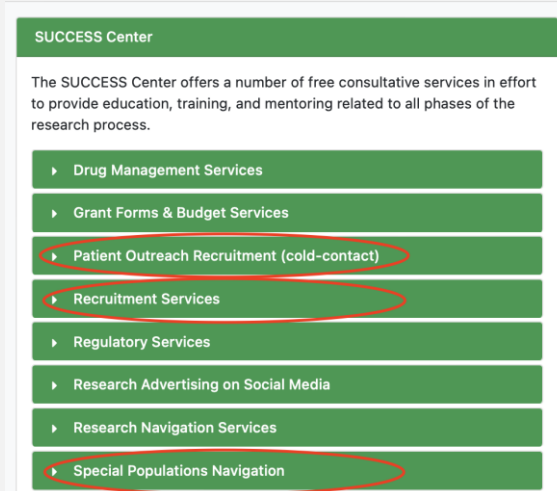 SUCCESS Center
The SUCCESS Center offers a number of free consultative services in effort
to provide education, training, and mentoring related to all phases of the
research process.
Drug Management Services
Grant Forms & Budget Services
Patient Outreach Recruitment (cold-contact)
Recruitment Services
Regulatory Services
Research Advertising on Social Media
Research Navigation Services
Special Populations Navigation